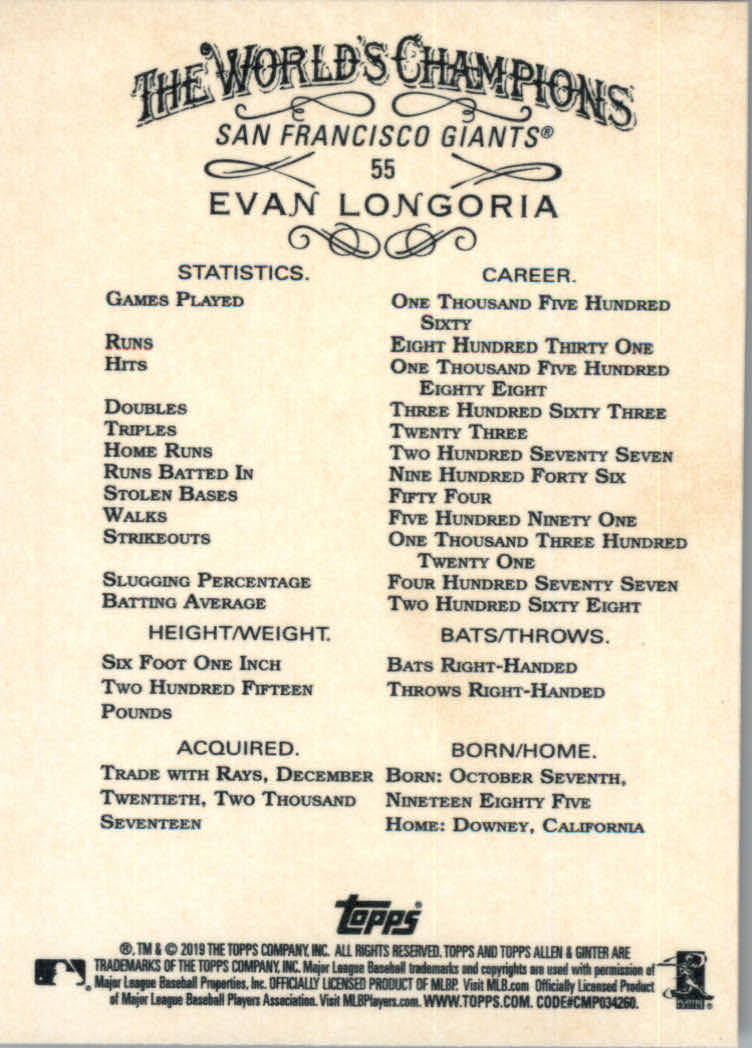 THE WORLD'S CHAMPIONS
SAN FRANCISCO GIANTS®
55
EVAN LONGORIA
STATISTICS. CAREER.
GAMES PLAYED ONE THOUSAND FIVE HUNDRED
SIXTY
RUNS EIGHT HUNDRED THIRTY ONE
HITS ONE THOUSAND FIVE HUNDRED
EIGHTY EIGHT
DOUBLES THREE HUNDRED SIXTY THREE
TRIPLES TWENTY THREE
HOME RUNS TWO HUNDRED SEVENTY SEVEN
RUNS BATTED IN NINE HUNDRED FORTY SIX
STOLEN BASES FIFTY FOUR
WALKS FIVE HUNDRED NINETY ONE
STRIKEOUTS ONE THOUSAND THREE HUNDRED
TWENTY ONE
SLUGGING PERCENTAGE FOUR HUNDRED SEVENTY SEVEN
BATTING AVERAGE TWO HUNDRED SIXTY EIGHT
HEIGHT/WEIGHT.
SIX FOOT ONE INCH
TWO HUNDRED FIFTEEN
POUNDS
BATS/THROWS.
BATS RIGHT-HANDED
THROWS RIGHT-HANDED
ACQUIRED.
TRADE WITH RAYS, DECEMBER
TWENTIETH, TWO THOUSAND
SEVENTEEN
BORN/HOME.
BORN: OCTOBER SEVENTH,
NINETEEN EIGHTY FIVE
HOME: DOWNEY, CALIFORNIA
Topps®
®, TM & © 2019 THE TOPPS COMPANY, INC. ALL RIGHTS RESERVED. TOPPS AND TOPPS ALLEN & GINTER ARE
TRADEMARKS OF THE TOPPS COMPANY, INC. Major League Baseball trademarks and copyrights are used with permission of
Major League Baseball Properties, Inc. OFFICIALLY LICENSED PRODUCT OF MLBP. Visit MLB.com Officially Licensed Product
of Major League Baseball Players Association. Visit MLBPlayers.com. WWW.TOPPS.COM. CODE#CMP034260.